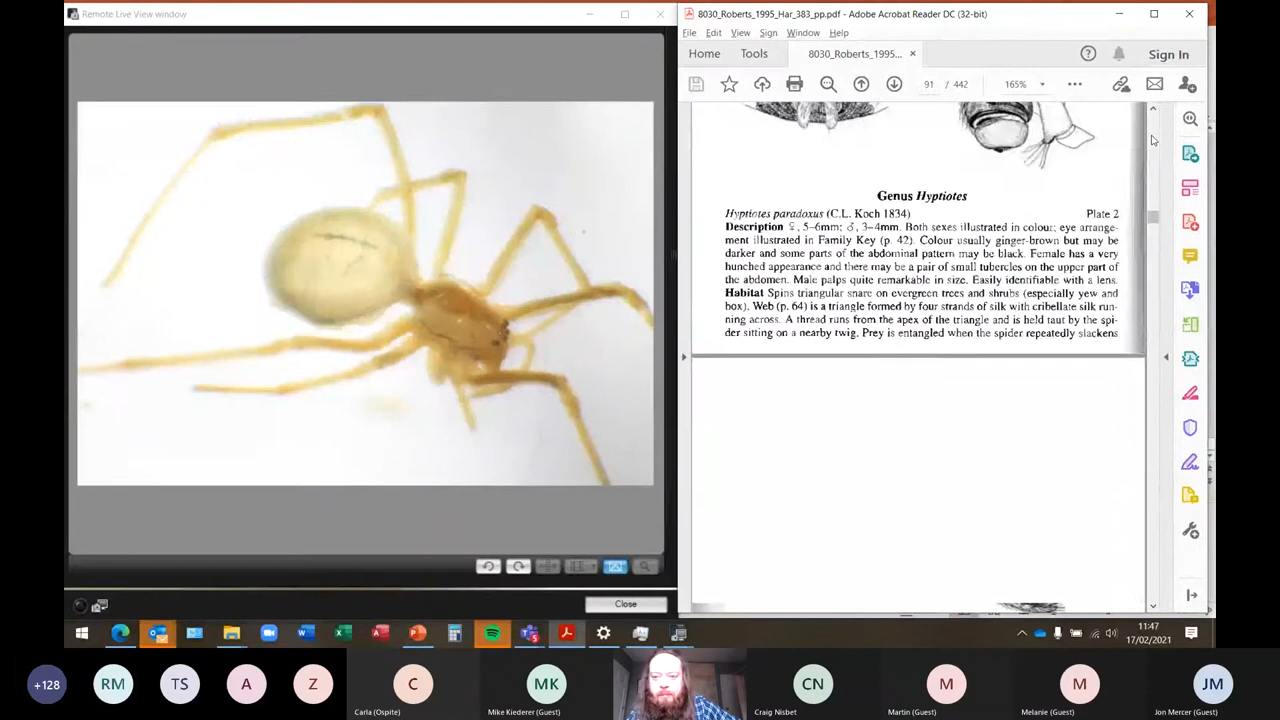 Remote Live View window
Close
8030_Roberts_1995_Har_383_pp.pdf - Adobe Acrobat Reader DC (32-bit)
File Edit View Sign Window Help
Home Tools 8030_Roberts_1995... Sign In
91 / 442 165%
Genus Hyptiotes
Hyptiotes paradoxus (C.L. Koch 1834) Plate 2
Description ♀, 5–6mm; ♂, 3–4mm. Both sexes illustrated in colour; eye arrange-
ment illustrated in Family Key (p. 42). Colour usually ginger-brown but may be
darker and some parts of the abdominal pattern may be black. Female has a very
hunched appearance and there may be a pair of small tubercles on the upper part of
the abdomen. Male palps quite remarkable in size. Easily identifiable with a lens.
Habitat Spins triangular snare on evergreen trees and shrubs (especially yew and
box). Web (p. 64) is a triangle formed by four strands of silk with cribellate silk run-
ning across. A thread runs from the apex of the triangle and is held taut by the spi-
der sitting on a nearby twig. Prey is entangled when the spider repeatedly slackens
11:47
17/02/2021
+128 RM TS A Z C MK CN M M JM
Carla (Ospite) Mike Kiederer (Guest) Craig Nisbet Martin (Guest) Melanie (Guest) Jon Mercer (Guest)